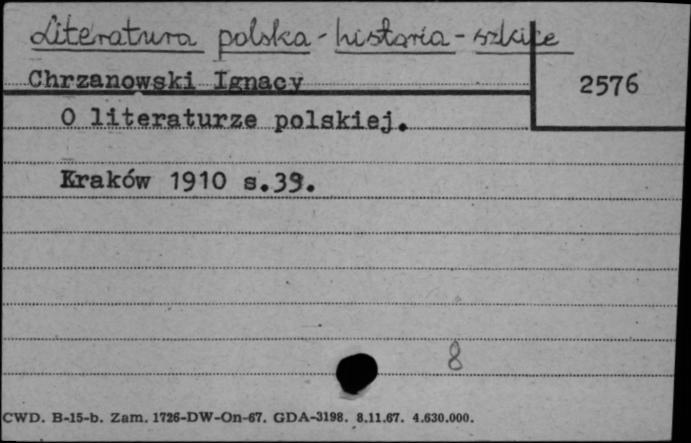 Literatura polska - historia - szkice
Chrzanowski Ignacy
2576
O literaturze polskiej.
Kraków 1910 s.39.
8
CWD. B-15-b. Zam. 1726-DW-On-67. GDA-3198. 8.11.67. 4.630.000.